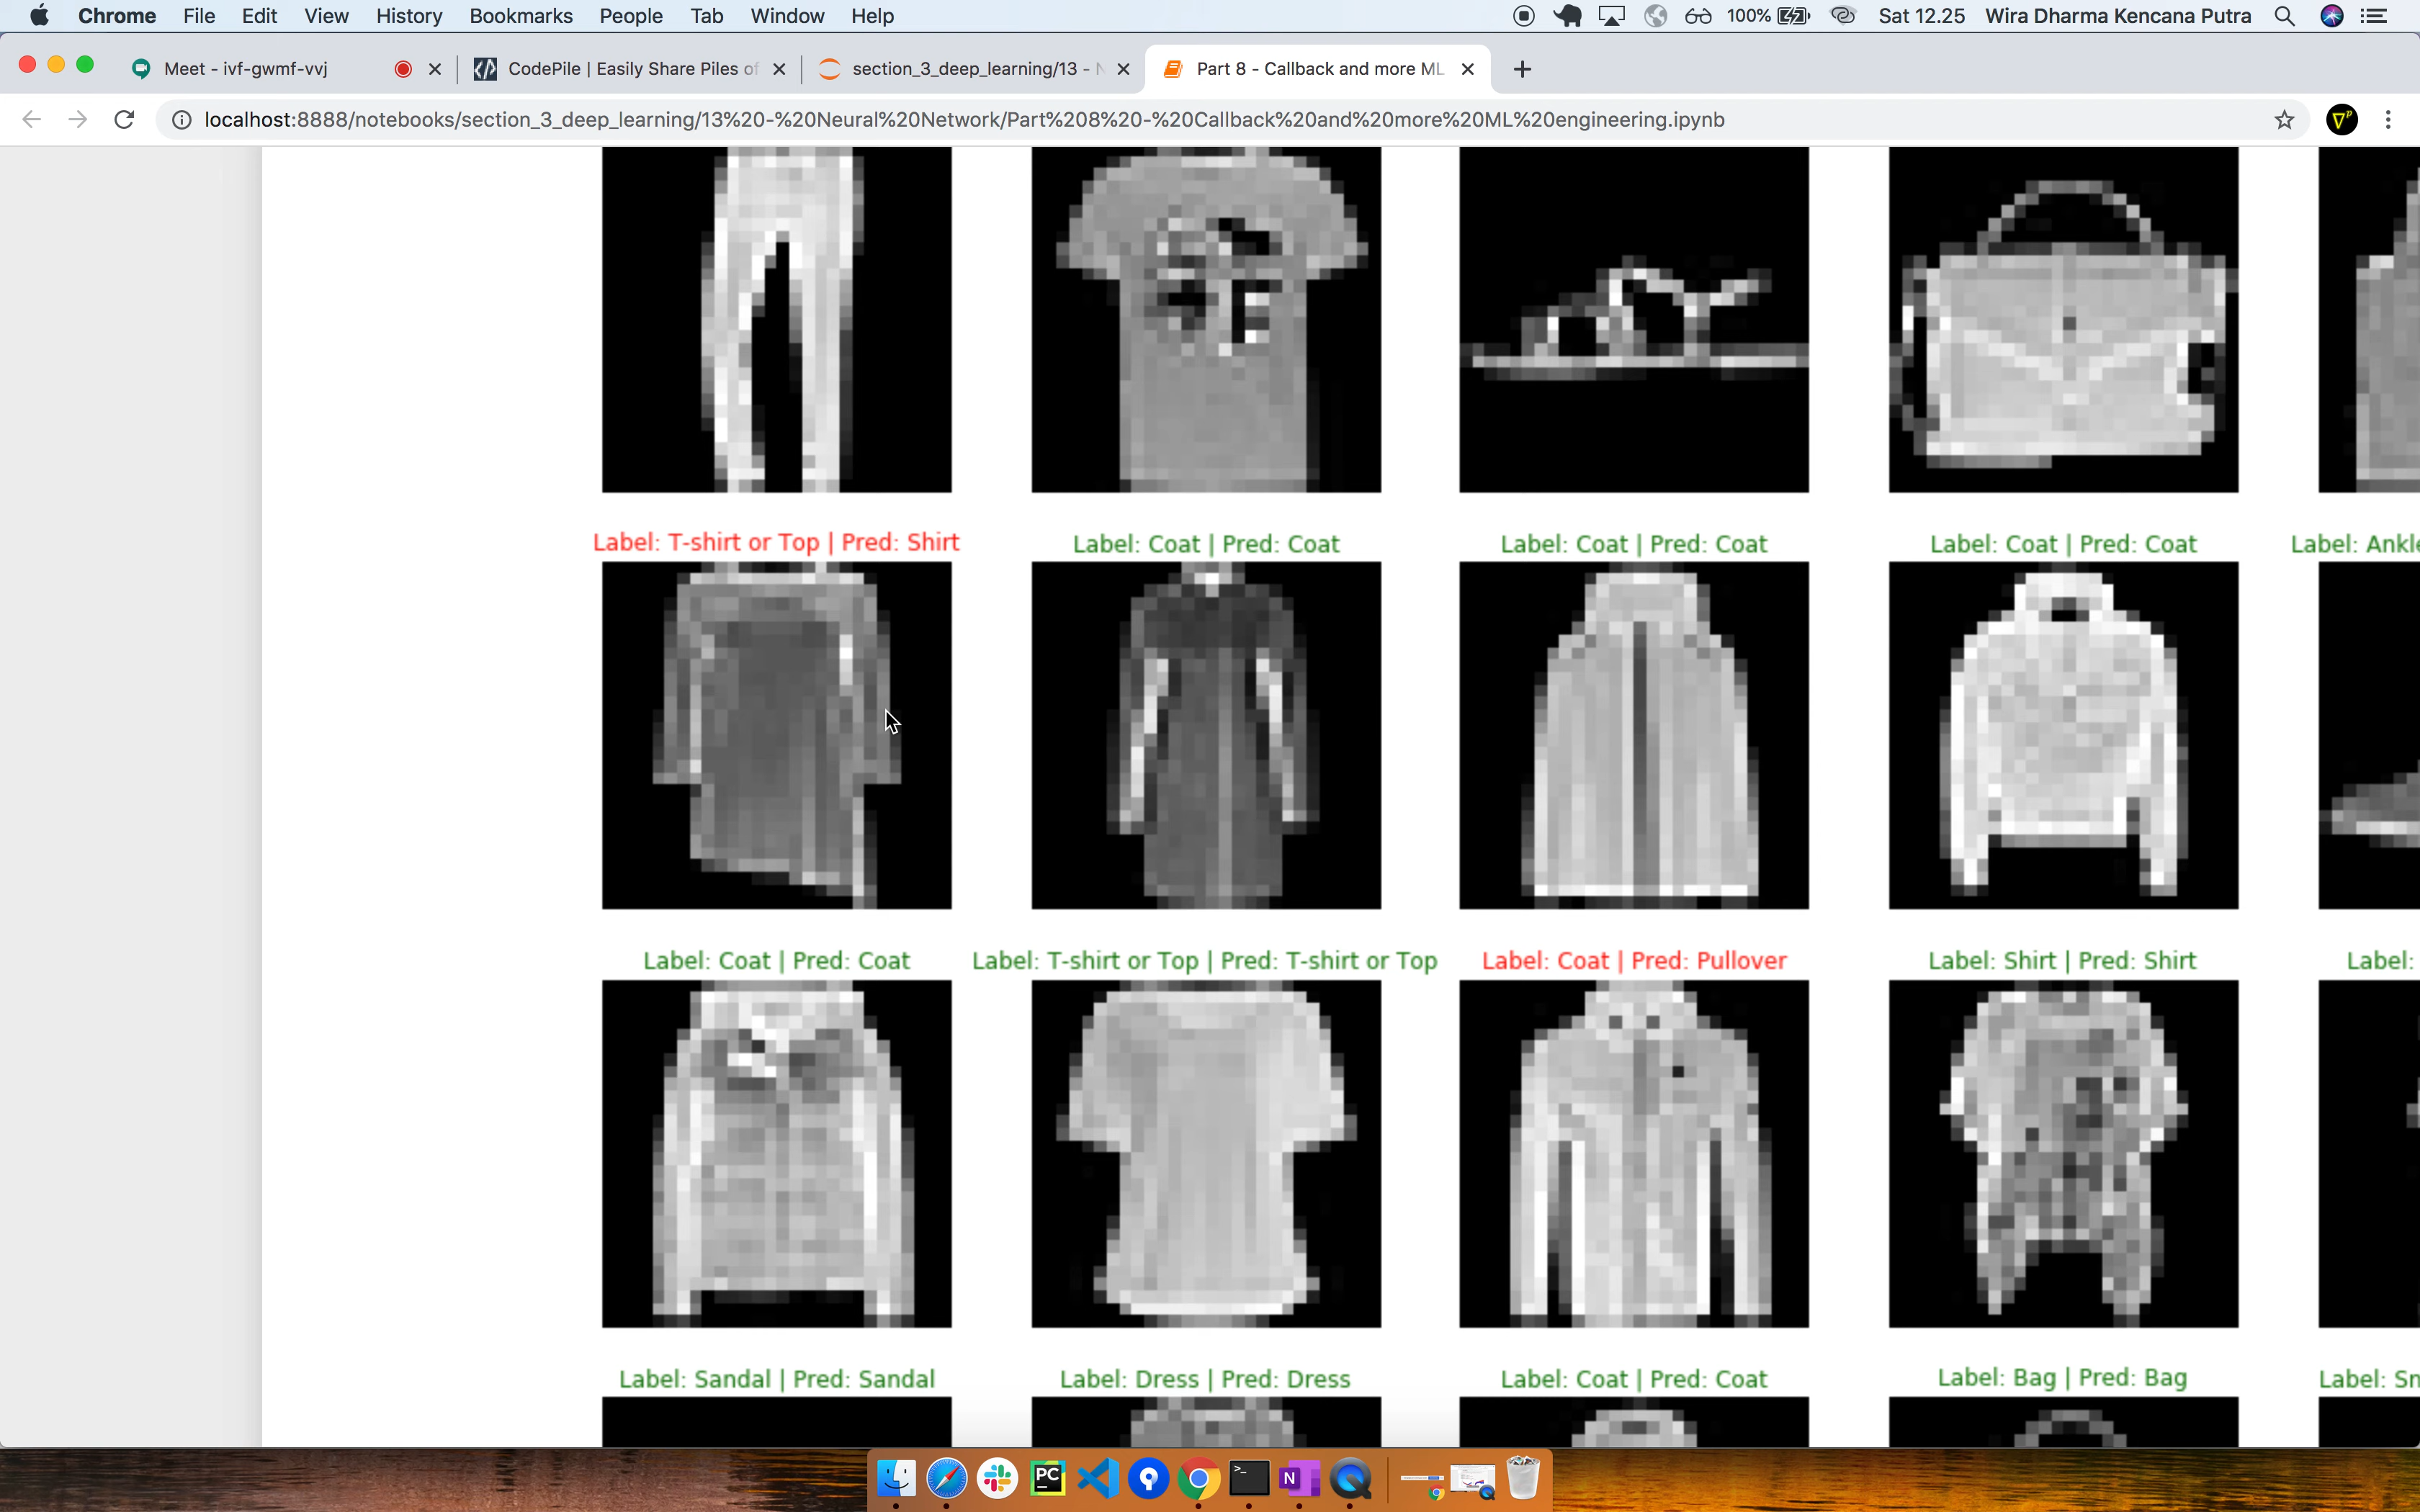 Chrome File Edit View History Bookmarks People Tab Window Help 100% Sat 12.25 Wira Dharma Kencana Putra
Meet - ivf-gwmf-vvj CodePile | Easily Share Piles of section_3_deep_learning/13 - Part 8 - Callback and more ML
localhost:8888/notebooks/section_3_deep_learning/13%20-%20Neural%20Network/Part%208%20-%20Callback%20and%20more%20ML%20engineering.ipynb
Label: T-shirt or Top | Pred: Shirt Label: Coat | Pred: Coat Label: Coat | Pred: Coat Label: Coat | Pred: Coat Label:
Label: Coat | Pred: Coat Label: T-shirt or Top | Pred: T-shirt or Top Label: Coat | Pred: Pullover Label: Shirt | Pred: Shirt Label:
Label: Sandal | Pred: Sandal Label: Dress | Pred: Dress Label: Coat | Pred: Coat Label: Bag | Pred: Bag Label:
PC
N